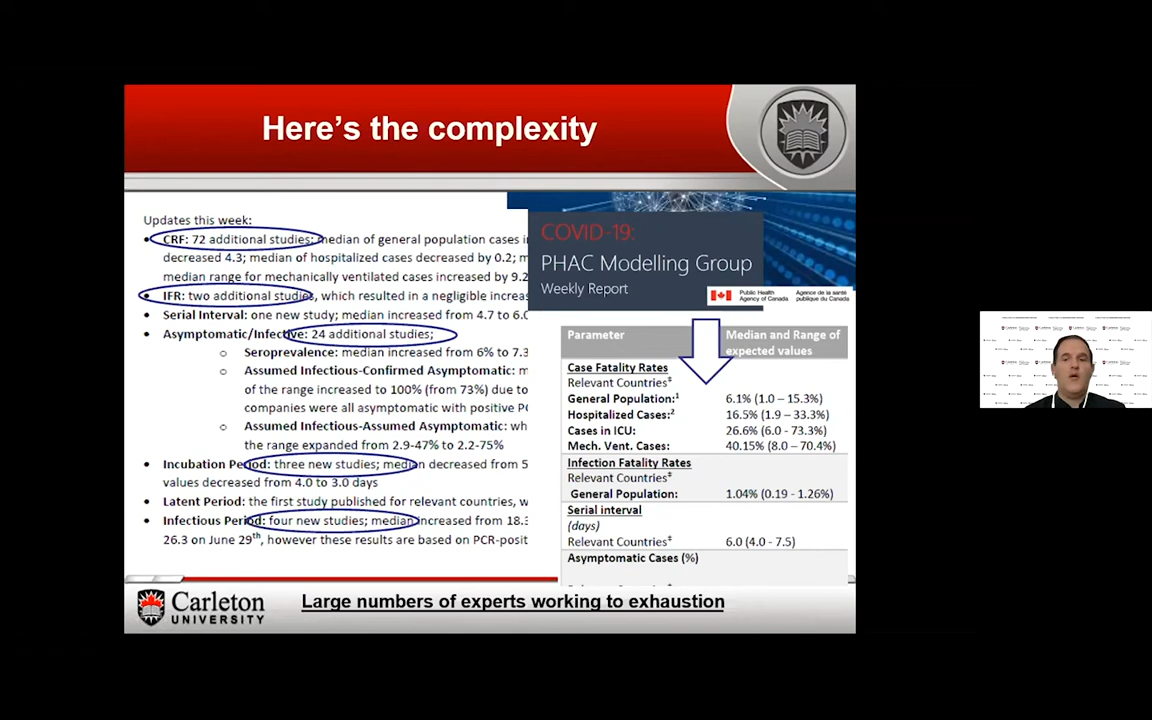 Here's the complexity
Updates this week:
• CRF: 72 additional studies; median of general population cases in
decreased 4.3; median of hospitalized cases decreased by 0.2; m
median range for mechanically ventilated cases increased by 9.2
• IFR: two additional studies, which resulted in a negligible increas
• Serial Interval: one new study; median increased from 4.7 to 6.0
• Asymptomatic/Infective: 24 additional studies;
o Seroprevalence: median increased from 6% to 7.3
o Assumed Infectious-Confirmed Asymptomatic: m
of the range increased to 100% (from 73%) due to
companies were all asymptomatic with positive PC
o Assumed Infectious-Assumed Asymptomatic: wh
the range expanded from 2.9-47% to 2.2-75%
• Incubation Period: three new studies; median decreased from 5
values decreased from 4.0 to 3.0 days
• Latent Period: the first study published for relevant countries, w
• Infectious Period: four new studies; median increased from 18.3
26.3 on June 29th, however these results are based on PCR-posit
COVID-19:
PHAC Modelling Group
Weekly Report
Public Health Agence de la santé
Agency of Canada publique du Canada
Parameter Median and Range of
expected values
Case Fatality Rates
Relevant Countries‡
General Population:¹ 6.1% (1.0 – 15.3%)
Hospitalized Cases:² 16.5% (1.9 – 33.3%)
Cases in ICU: 26.6% (6.0 - 73.3%)
Mech. Vent. Cases: 40.15% (8.0 – 70.4%)
Infection Fatality Rates
Relevant Countries‡
General Population: 1.04% (0.19 - 1.26%)
Serial interval
(days)
Relevant Countries‡ 6.0 (4.0 - 7.5)
Asymptomatic Cases (%)
Carleton
UNIVERSITY
Large numbers of experts working to exhaustion